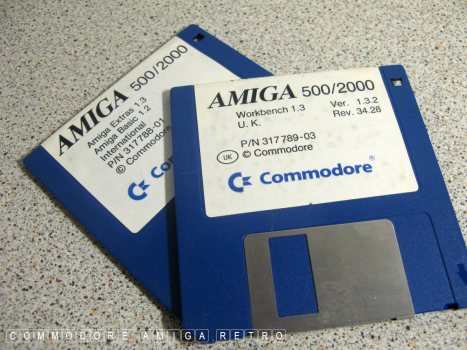 AMIGA 500/2000
Amiga Extras 1.3
Amiga Basic 1.2
International
P/N 317788-01
© Commodore
C Co
AMIGA 500/2000
Workbench 1.3 Ver. 1.3.2
U. K. Rev. 34.28
P/N 317789-03
UK © Commodore
Commodore®
COMMODORE AMIGA RETRO